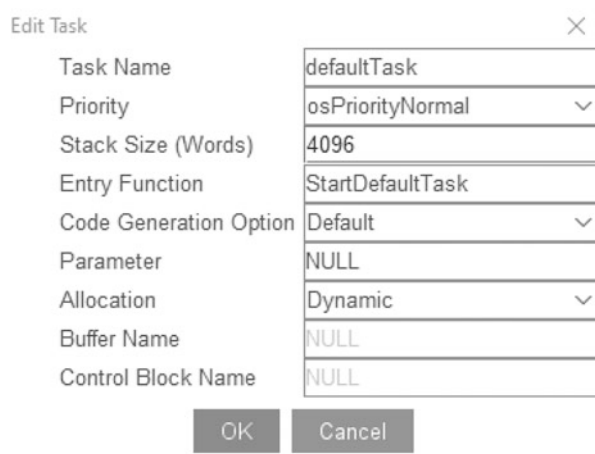 Edit Task
Task Name defaultTask
Priority osPriorityNormal
Stack Size (Words) 4096
Entry Function StartDefaultTask
Code Generation Option Default
Parameter NULL
Allocation Dynamic
Buffer Name NULL
Control Block Name NULL
OK Cancel